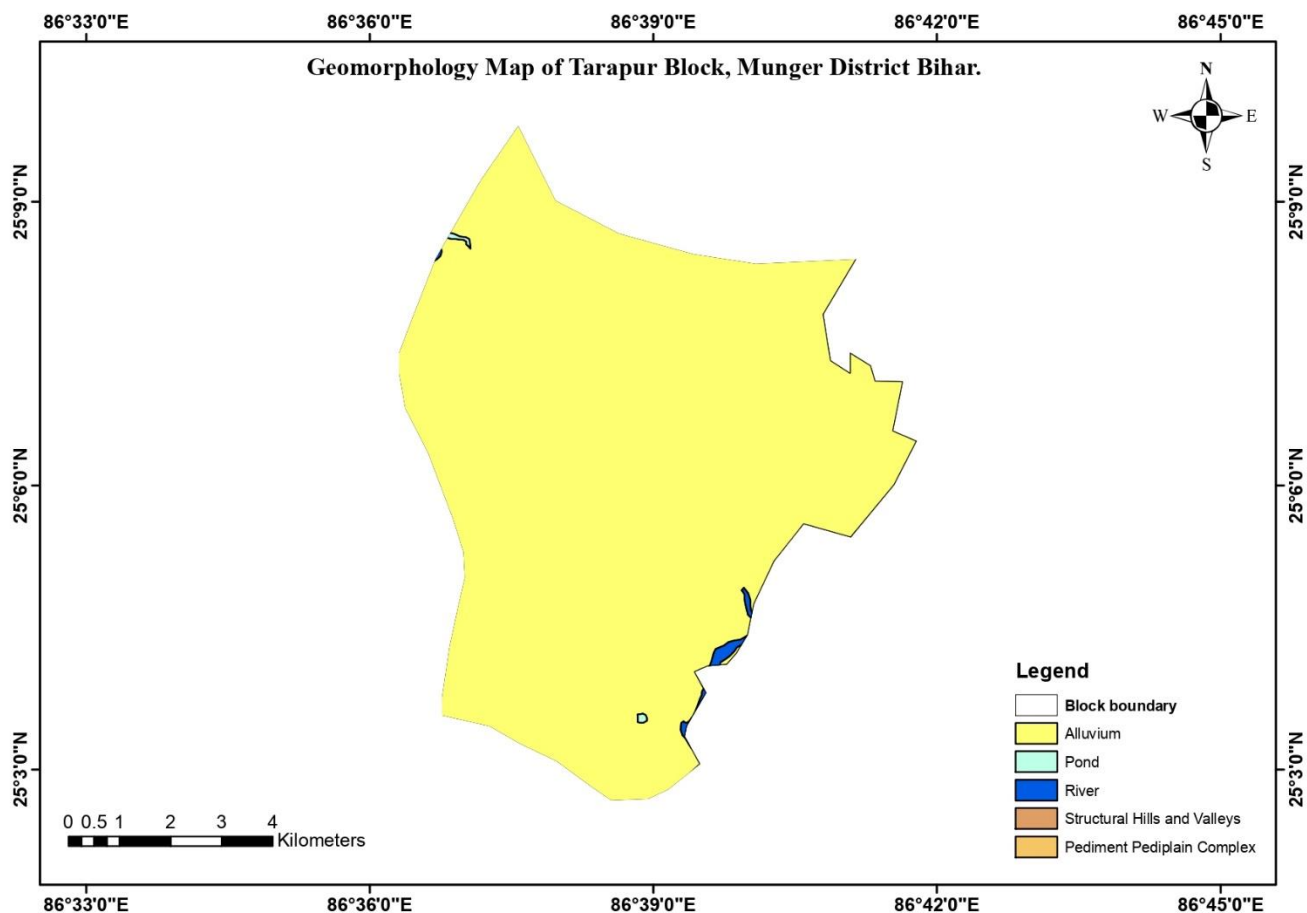 86°33'0"E 86°36'0"E 86°39'0"E 86°42'0"E 86°45'0"E
Geomorphology Map of Tarapur Block, Munger District Bihar.
N
W E
S
25°9'0"N 25°9'0"N
25°6'0"N 25°6'0"N
25°3'0"N 25°3'0"N
Legend
Block boundary
Alluvium
Pond
River
Structural Hills and Valleys
Pediment Pediplain Complex
0 0.5 1 2 3 4
Kilometers
86°33'0"E 86°36'0"E 86°39'0"E 86°42'0"E 86°45'0"E